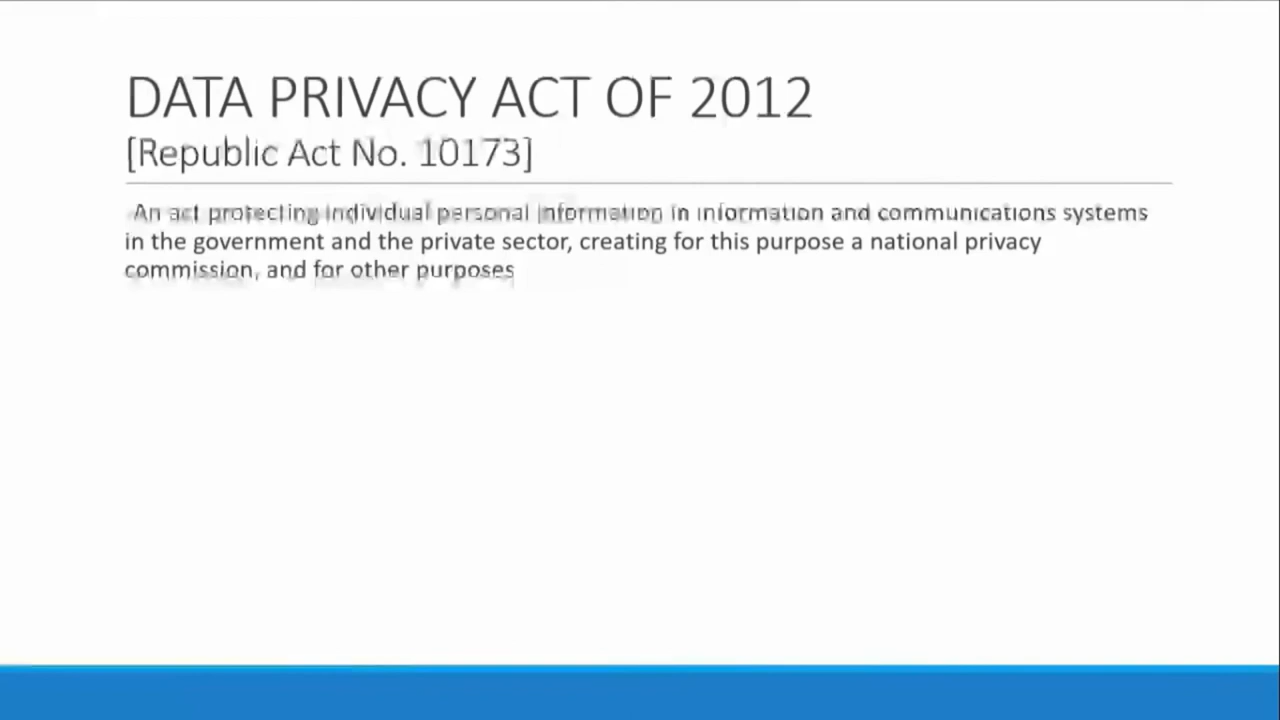 DATA PRIVACY ACT OF 2012
[Republic Act No. 10173]
An act protecting individual personal information in information and communications systems
in the government and the private sector, creating for this purpose a national privacy
commission, and for other purposes